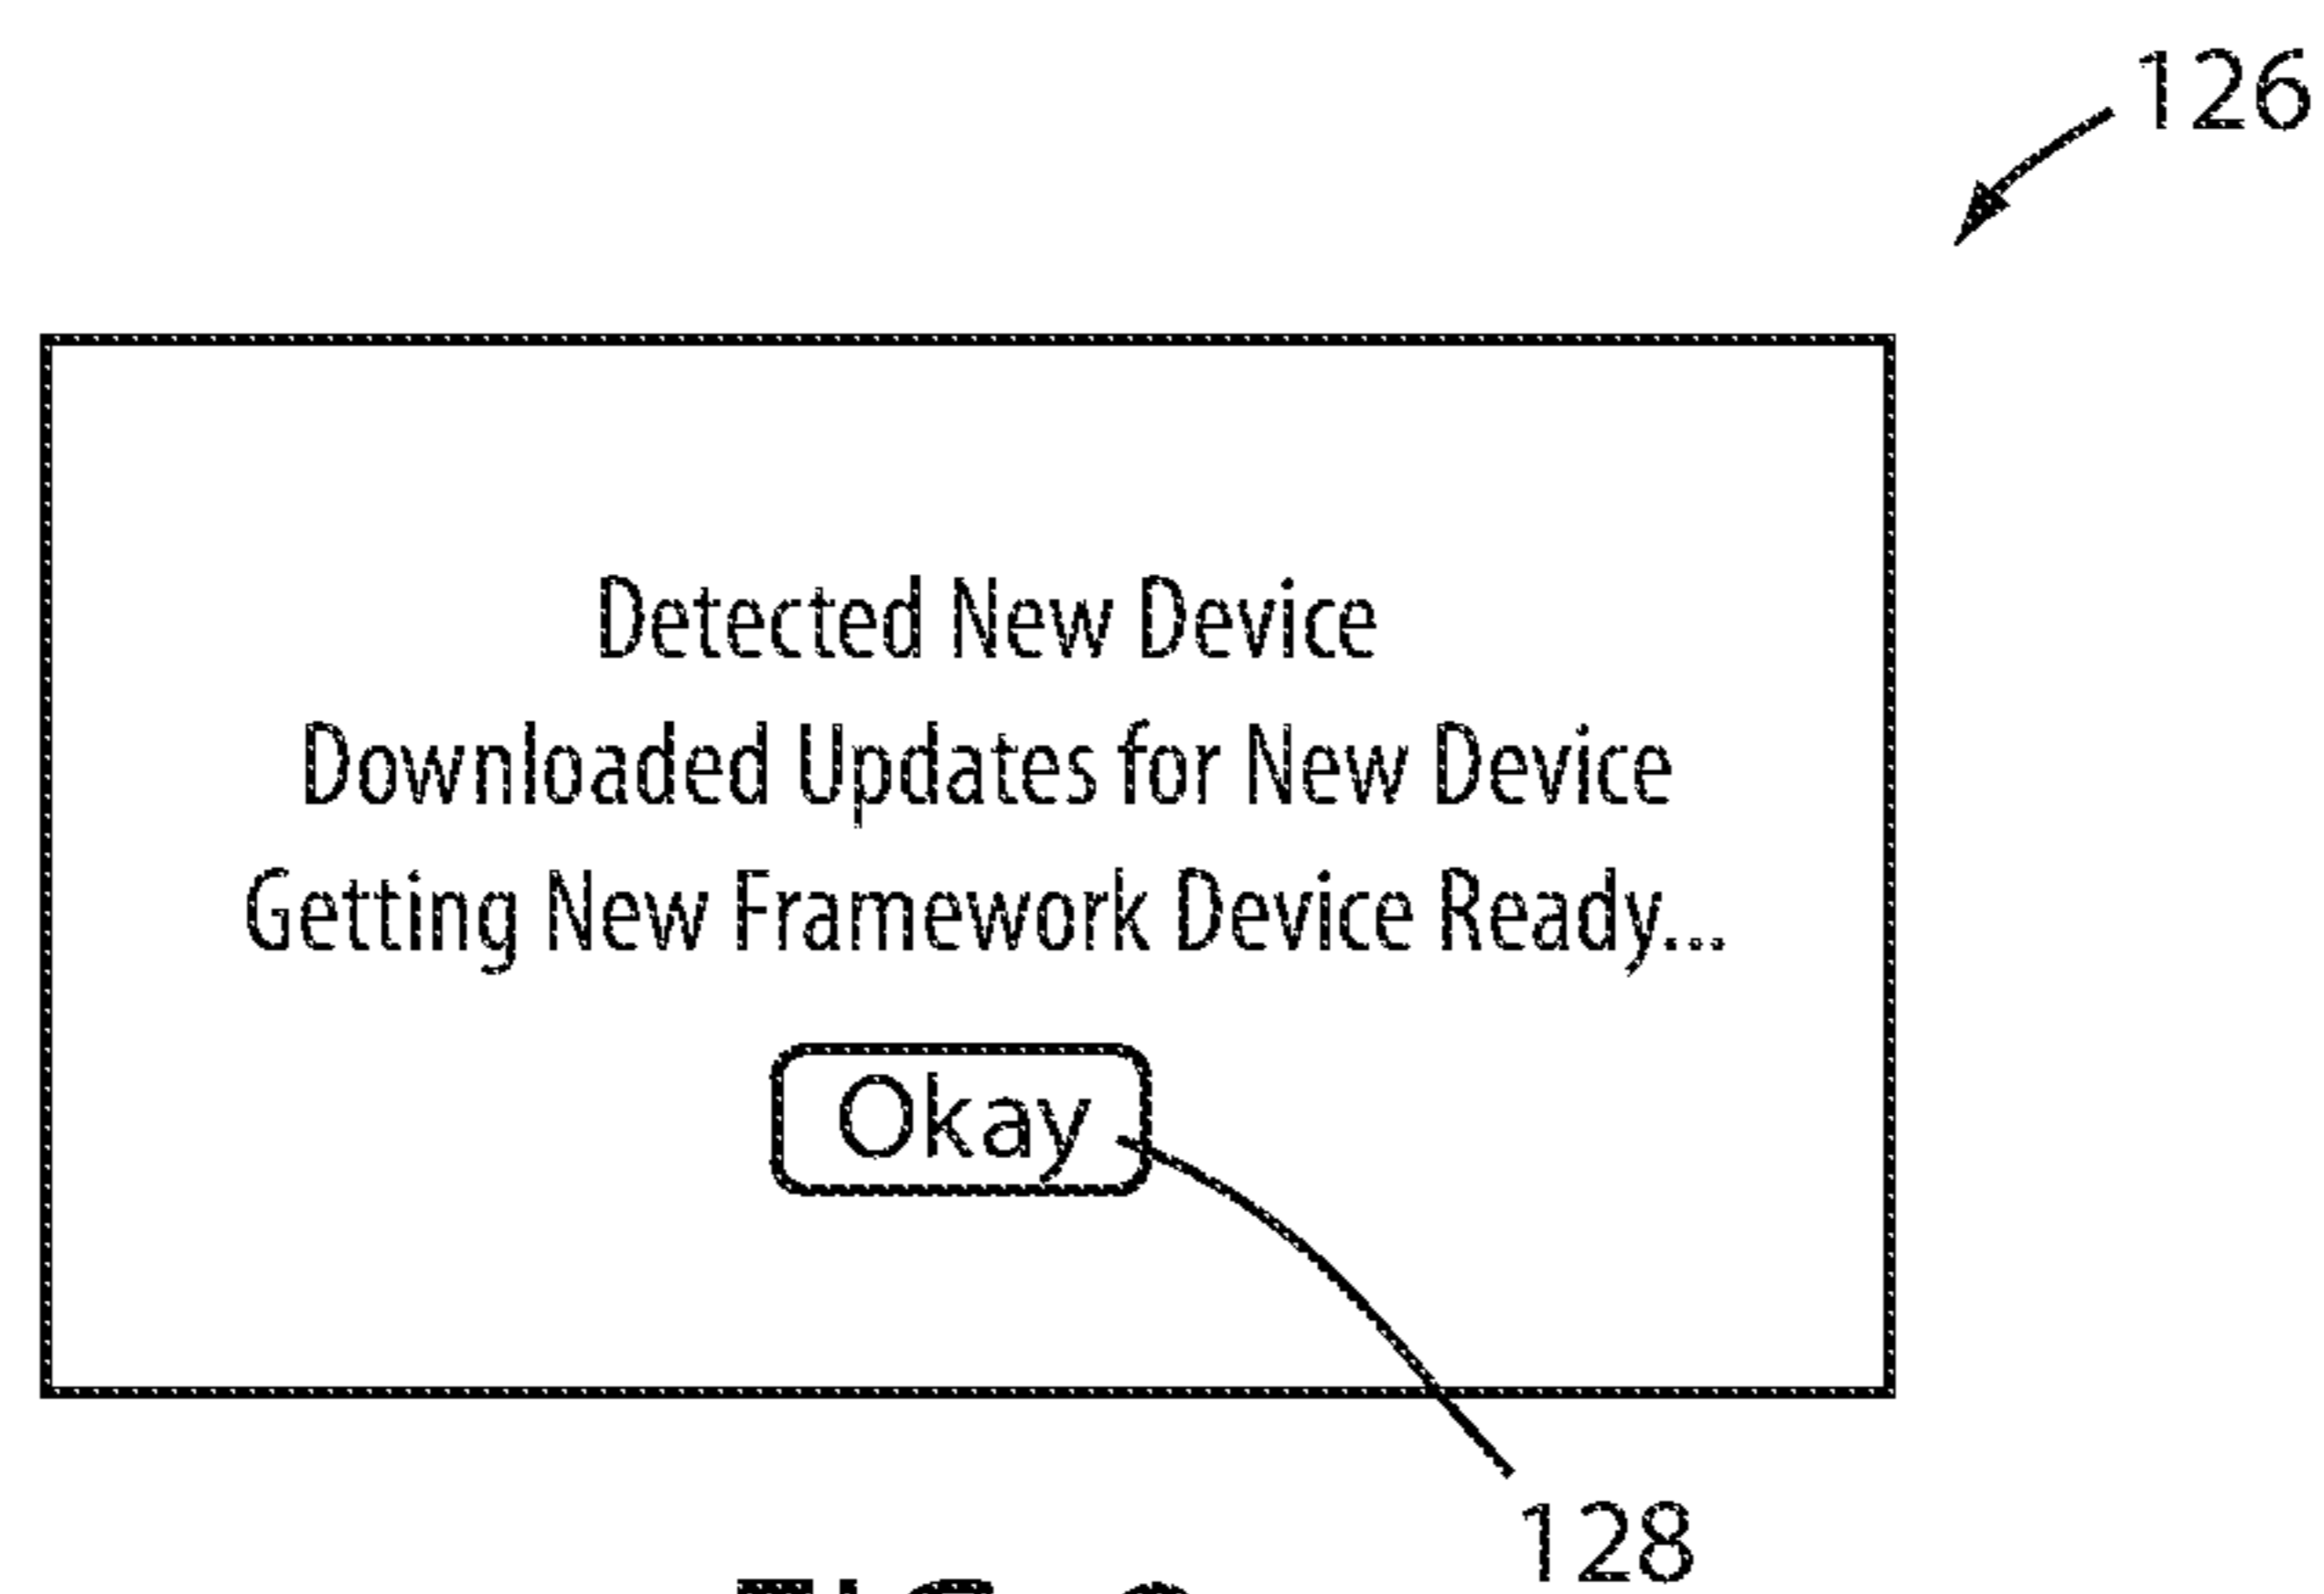 126
Detected New Device
Downloaded Updates for New Device
Getting New Framework Device Ready...
Okay
128